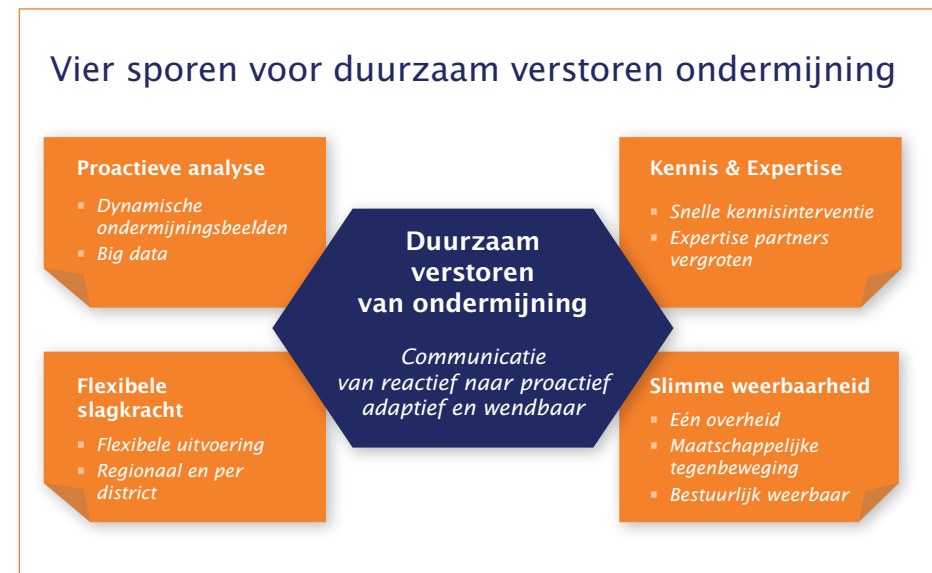 Vier sporen voor duurzaam verstoren ondermijning
Proactieve analyse
Dynamische
ondermijningsbeelden
Big data
Kennis & Expertise
Snelle kennisinterventie
Expertise partners
vergroten
Duurzaam
verstoren
van ondermijning
Communicatie
van reactief naar proactief
adaptief en wendbaar
Flexibele
slagkracht
Flexibele uitvoering
Regionaal en per
district
Slimme weerbaarheid
Eén overheid
Maatschappelijke
tegenbeweging
Bestuurlijk weerbaar